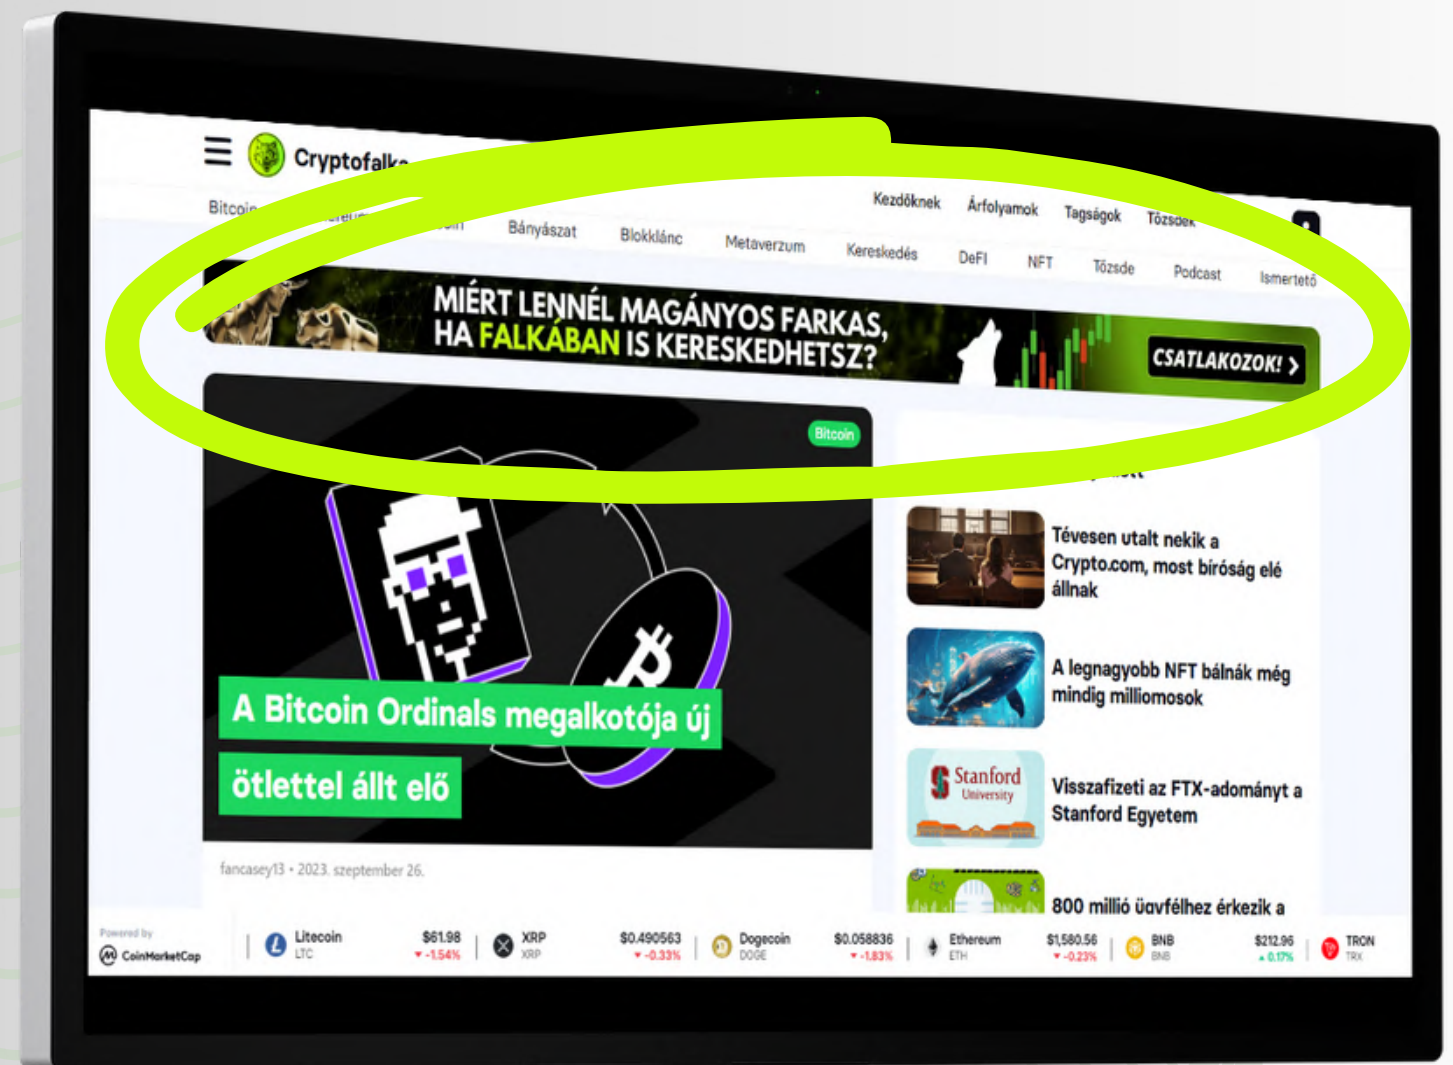 Kezdőknek Árfolyamok Tagságok Tőzsdék
Bányászat Blokklánc Metaverzum Kereskedés DeFI NFT Tőzsde Podcast Ismertető
MIÉRT LENNÉL MAGÁNYOS FARKAS,
HA FALKÁBAN IS KERESKEDHETSZ?
CSATLAKOZOK!
Bitcoin
A Bitcoin Ordinals megalkotója új
ötlettel állt elő
fancasey13 • 2023. szeptember 26.
Tévesen utalt nekik a
Crypto.com, most bíróság elé
állnak
A legnagyobb NFT bálnák még
mindig milliomosok
Stanford
University
Visszafizeti az FTX-adományt a
Stanford Egyetem
800 millió ügyfélhez érkezik a
Powered by
CoinMarketCap
Litecoin $61.98
LTC -1.54%
XRP $0.490563
XRP -0.33%
Dogecoin $0.058836
DOGE -1.83%
Ethereum $1,580.56
ETH -0.23%
BNB $212.96
BNB 0.17%
TRON
TRX